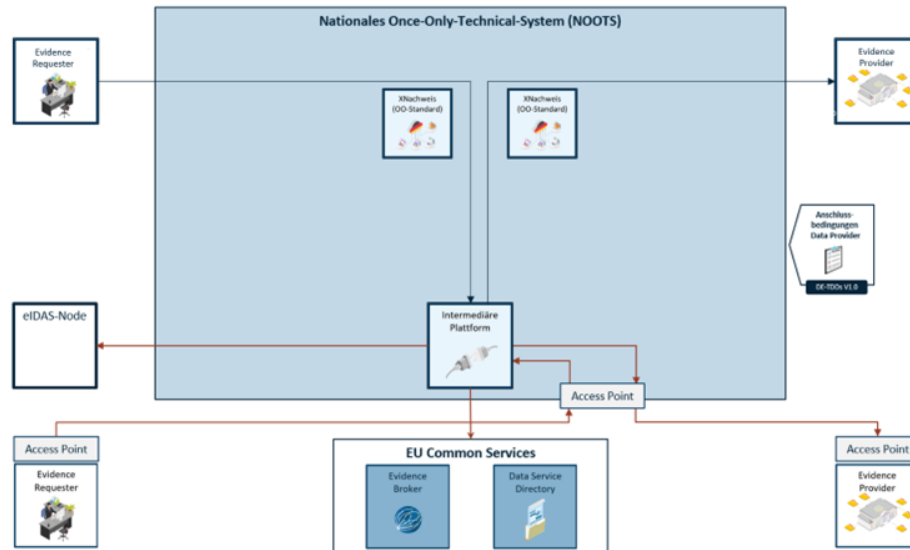 Nationales Once-Only-Technical-System (NOOTS)
Evidence
Requester
XNachweis
(OO-Standard)
XNachweis
(OO-Standard)
Evidence
Provider
Anschluss-
bedingungen
Data Provider
DE-TDDs V1.0
eIDAS-Node
Intermediäre
Plattform
Access Point
Access Point
Evidence
Requester
EU Common Services
Evidence
Broker
Data Service
Directory
Access Point
Evidence
Provider